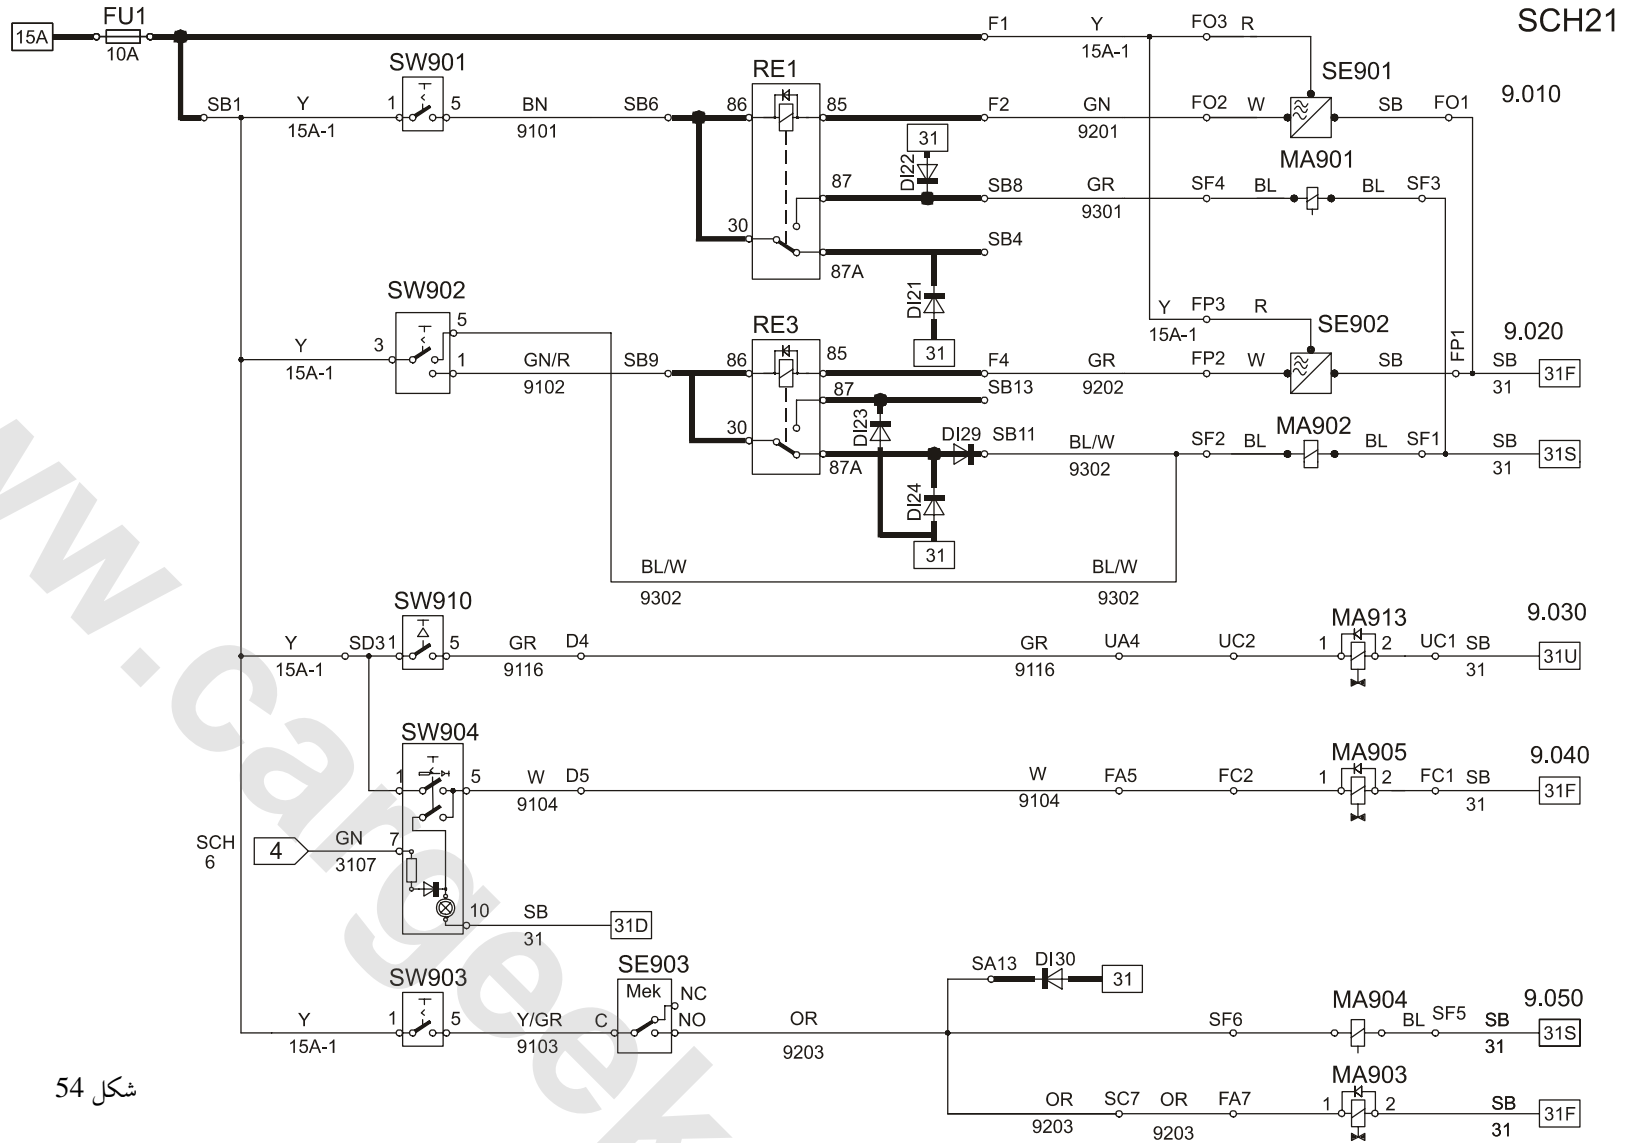 FU1
15A
10A
F1
Y
15A-1
FO3
R
SCH21
SW901
RE1
SE901
9.010
SB1
Y
15A-1
1
5
BN
9101
SB6
86
85
F2
GN
9201
FO2
W
SB
FO1
31
DI22
MA901
87
SB8
GR
9301
SF4
BL
BL
SF3
30
SB4
87A
DI21
31
SW902
RE3
Y
15A-1
FP3
R
SE902
FP1
9.020
Y
15A-1
3
5
1
GN/R
9102
SB9
86
85
F4
GR
9202
FP2
W
SB
SB
31
31F
87
SB13
DI23
MA902
30
DI29
SB11
BL/W
9302
SF2
BL
BL
SF1
SB
31
31S
87A
DI24
31
BL/W
9302
BL/W
9302
SW910
MA913
9.030
Y
15A-1
SD3
1
5
GR
9116
D4
GR
9116
UA4
UC2
1
2
UC1
SB
31
31U
SW904
MA905
9.040
1
5
W
9104
D5
W
9104
FA5
FC2
1
2
FC1
SB
31
31F
SCH
6
4
GN
3107
7
10
SB
31
31D
SW903
SE903
Mek
NC
SA13
DI30
31
MA904
9.050
Y
15A-1
1
5
Y/GR
9103
C
NO
OR
9203
SF6
BL
SF5
SB
31
31S
MA903
OR
9203
SC7
OR
9203
FA7
1
2
SB
31
31F
شکل 54
w.cargeek